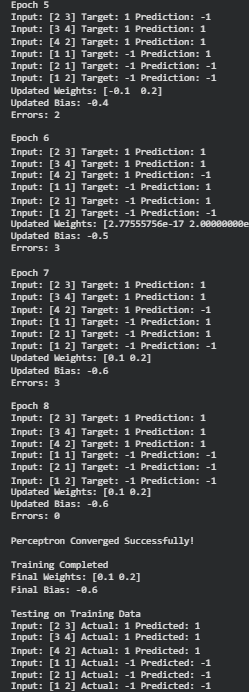 Epoch 5
Input: [2 3] Target: 1 Prediction: -1
Input: [3 4] Target: 1 Prediction: 1
Input: [4 2] Target: 1 Prediction: 1
Input: [1 1] Target: -1 Prediction: 1
Input: [2 1] Target: -1 Prediction: -1
Input: [1 2] Target: -1 Prediction: -1
Updated Weights: [-0.1  0.2]
Updated Bias: -0.4
Errors: 2
Epoch 6
Input: [2 3] Target: 1 Prediction: 1
Input: [3 4] Target: 1 Prediction: 1
Input: [4 2] Target: 1 Prediction: -1
Input: [1 1] Target: -1 Prediction: 1
Input: [2 1] Target: -1 Prediction: 1
Input: [1 2] Target: -1 Prediction: -1
Updated Weights: [2.77555756e-17 2.00000000e
Updated Bias: -0.5
Errors: 3
Epoch 7
Input: [2 3] Target: 1 Prediction: 1
Input: [3 4] Target: 1 Prediction: 1
Input: [4 2] Target: 1 Prediction: -1
Input: [1 1] Target: -1 Prediction: 1
Input: [2 1] Target: -1 Prediction: 1
Input: [1 2] Target: -1 Prediction: -1
Updated Weights: [0.1 0.2]
Updated Bias: -0.6
Errors: 3
Epoch 8
Input: [2 3] Target: 1 Prediction: 1
Input: [3 4] Target: 1 Prediction: 1
Input: [4 2] Target: 1 Prediction: 1
Input: [1 1] Target: -1 Prediction: -1
Input: [2 1] Target: -1 Prediction: -1
Input: [1 2] Target: -1 Prediction: -1
Updated Weights: [0.1 0.2]
Updated Bias: -0.6
Errors: 0
Perceptron Converged Successfully!
Training Completed
Final Weights: [0.1 0.2]
Final Bias: -0.6
Testing on Training Data
Input: [2 3] Actual: 1 Predicted: 1
Input: [3 4] Actual: 1 Predicted: 1
Input: [4 2] Actual: 1 Predicted: 1
Input: [1 1] Actual: -1 Predicted: -1
Input: [2 1] Actual: -1 Predicted: -1
Input: [1 2] Actual: -1 Predicted: -1